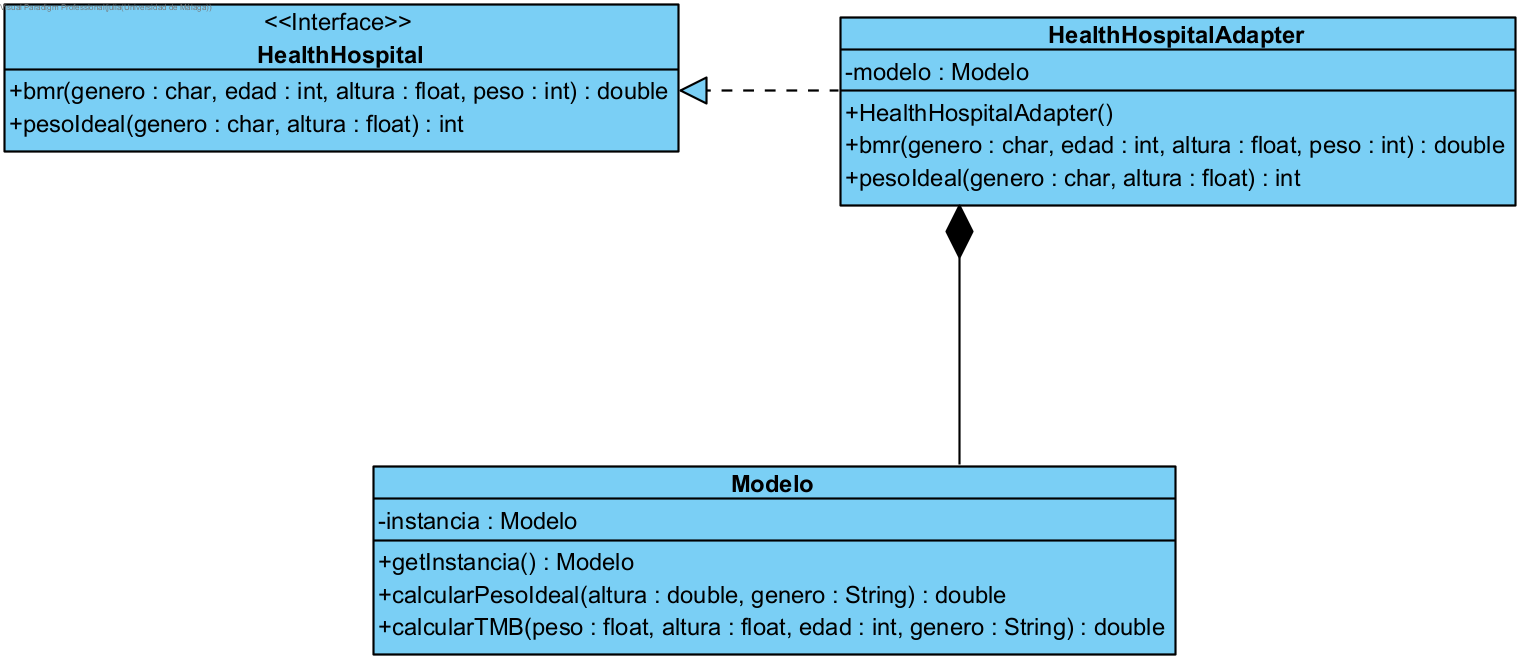 Visual Paradigm Professional(julia(Universidad de Malaga))
<<Interface>>
HealthHospital
+bmr(genero : char, edad : int, altura : float, peso : int) : double
+pesoIdeal(genero : char, altura : float) : int
HealthHospitalAdapter
-modelo : Modelo
+HealthHospitalAdapter()
+bmr(genero : char, edad : int, altura : float, peso : int) : double
+pesoIdeal(genero : char, altura : float) : int
Modelo
-instancia : Modelo
+getInstancia() : Modelo
+calcularPesoIdeal(altura : double, genero : String) : double
+calcularTMB(peso : float, altura : float, edad : int, genero : String) : double